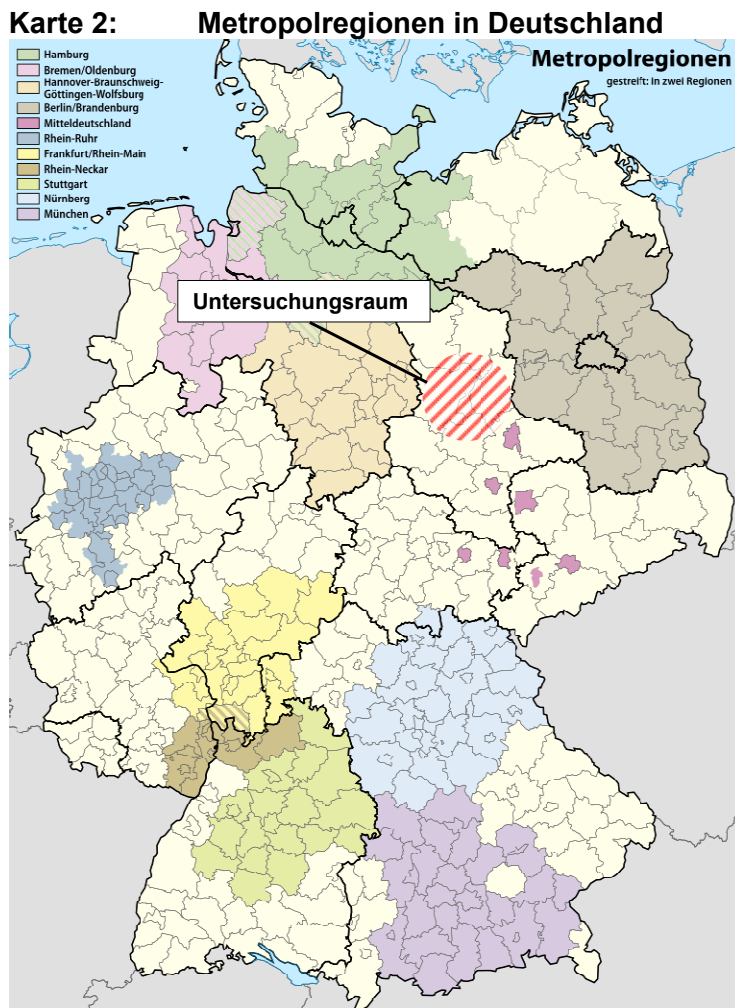 Karte 2: Metropolregionen in Deutschland
Hamburg
Bremen/Oldenburg
Hannover-Braunschweig-
Göttingen-Wolfsburg
Berlin/Brandenburg
Mitteldeutschland
Rhein-Ruhr
Frankfurt/Rhein-Main
Rhein-Neckar
Stuttgart
Nürnberg
München
Metropolregionen
gestreift: in zwei Regionen
Untersuchungsraum